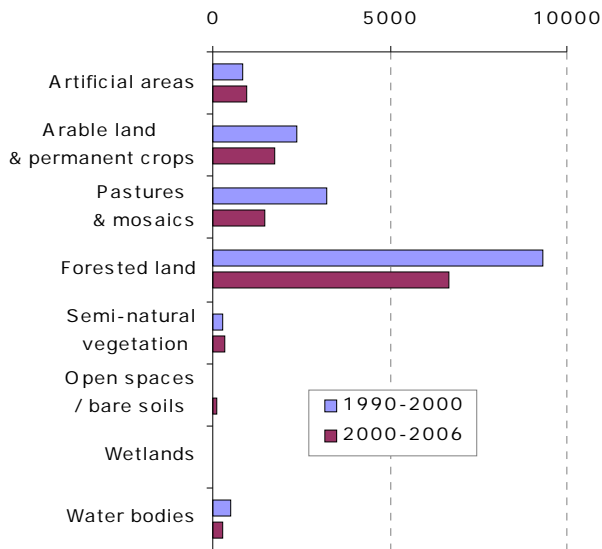 0 5000 10000
Artificial areas
Arable land
& permanent crops
Pastures
& mosaics
Forested land
Semi-natural
vegetation
Open spaces
/ bare soils
1990-2000
2000-2006
Wetlands
Water bodies